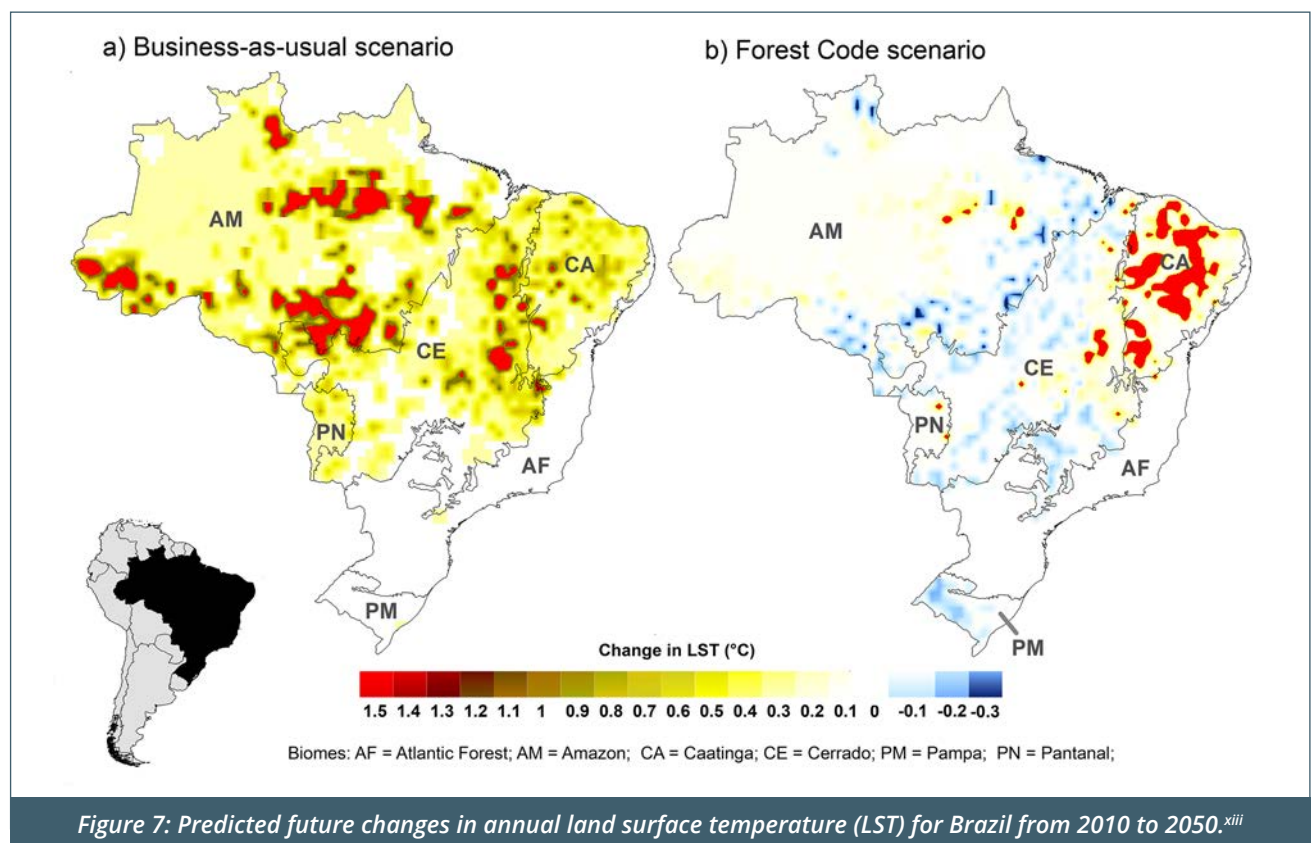 a) Business-as-usual scenario
b) Forest Code scenario
AM
CA
CE
PN
AF
PM
AM
CA
CE
PN
AF
PM
Change in LST (°C)
1.5 1.4 1.3 1.2 1.1 1 0.9 0.8 0.7 0.6 0.5 0.4 0.3 0.2 0.1 0 -0.1 -0.2 -0.3
Biomes: AF = Atlantic Forest; AM = Amazon; CA = Caatinga; CE = Cerrado; PM = Pampa; PN = Pantanal;
Figure 7: Predicted future changes in annual land surface temperature (LST) for Brazil from 2010 to 2050.xiii